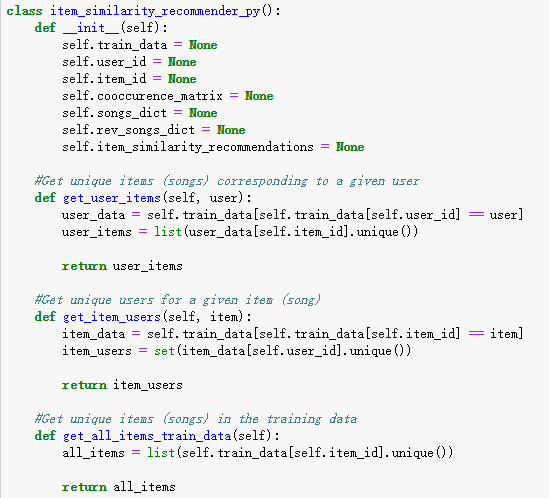 class item_similarity_recommender_py():
    def __init__(self):
        self.train_data = None
        self.user_id = None
        self.item_id = None
        self.cooccurence_matrix = None
        self.songs_dict = None
        self.rev_songs_dict = None
        self.item_similarity_recommendations = None

    #Get unique items (songs) corresponding to a given user
    def get_user_items(self, user):
        user_data = self.train_data[self.train_data[self.user_id] == user]
        user_items = list(user_data[self.item_id].unique())

        return user_items

    #Get unique users for a given item (song)
    def get_item_users(self, item):
        item_data = self.train_data[self.train_data[self.item_id] == item]
        item_users = set(item_data[self.user_id].unique())

        return item_users

    #Get unique items (songs) in the training data
    def get_all_items_train_data(self):
        all_items = list(self.train_data[self.item_id].unique())

        return all_items